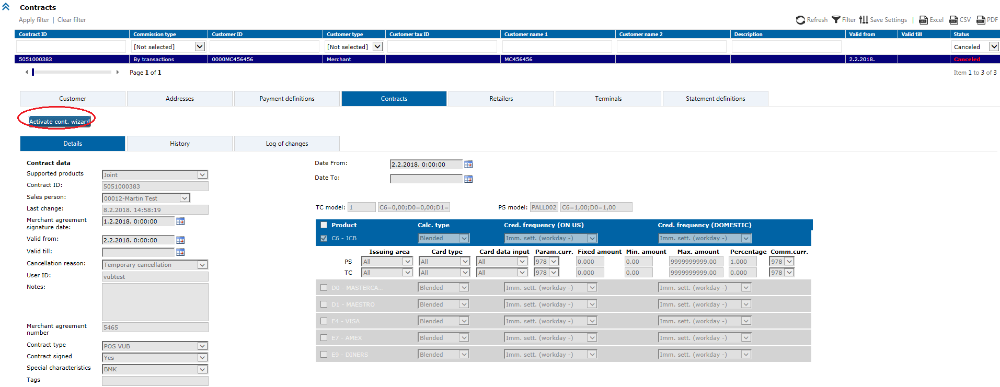 Contracts
Apply filter | Clear filter
Refresh Filter Save Settings | Excel CSV PDF
Contract ID Commission type Customer ID Customer type Customer tax ID Customer name 1 Customer name 2 Description Valid from Valid till Status
[Not selected] [Not selected] Canceled
5051000383 By transactions 0000MC456456 Merchant MC456456 2.2.2018. Canceled
Page 1 of 1 Item 1 to 3 of 3
Customer Addresses Payment definitions Contracts Retailers Terminals Statement definitions
Activate cont. wizard
Details History Log of changes
Contract data
Supported products Joint
Contract ID: 5051000383
Sales person: 00012-Martin Test
Last change: 8.2.2018. 14:58:19
Merchant agreement
signature date: 1.2.2018. 0:00:00
Valid from: 2.2.2018. 0:00:00
Valid till:
Cancellation reason: Temporary cancellation
User ID: vubtest
Notes:
Merchant agreement
number 5465
Contract type POS VUB
Contract signed Yes
Special characteristics BMK
Tags
Date From: 2.2.2018. 0:00:00
Date To:
TC model: 1 C6=0,00;D0=0,00;D1= PS model: PALL002 C6=1,00;D0=1,00
Product Calc. type Cred. frequency (ON US) Cred. frequency (DOMESTIC)
C6 - JCB Blended Imm. sett. (workday -) Imm. sett. (workday -)
Issuing area Card type Card data input Param.curr. Fixed amount Min. amount Max. amount Percentage Comm.curr.
PS All All All 978 0.000 0.00 9999999999.00 1.000 978
TC All All All 978 0.000 0.00 9999999999.00 0.000 978
D0 - MASTERCA... Blended Imm. sett. (workday -) Imm. sett. (workday -)
D1 - MAESTRO Blended Imm. sett. (workday -) Imm. sett. (workday -)
E4 - VISA Blended Imm. sett. (workday -) Imm. sett. (workday -)
E7 - AMEX Blended Imm. sett. (workday -) Imm. sett. (workday -)
E9 - DINERS Blended Imm. sett. (workday -) Imm. sett. (workday -)